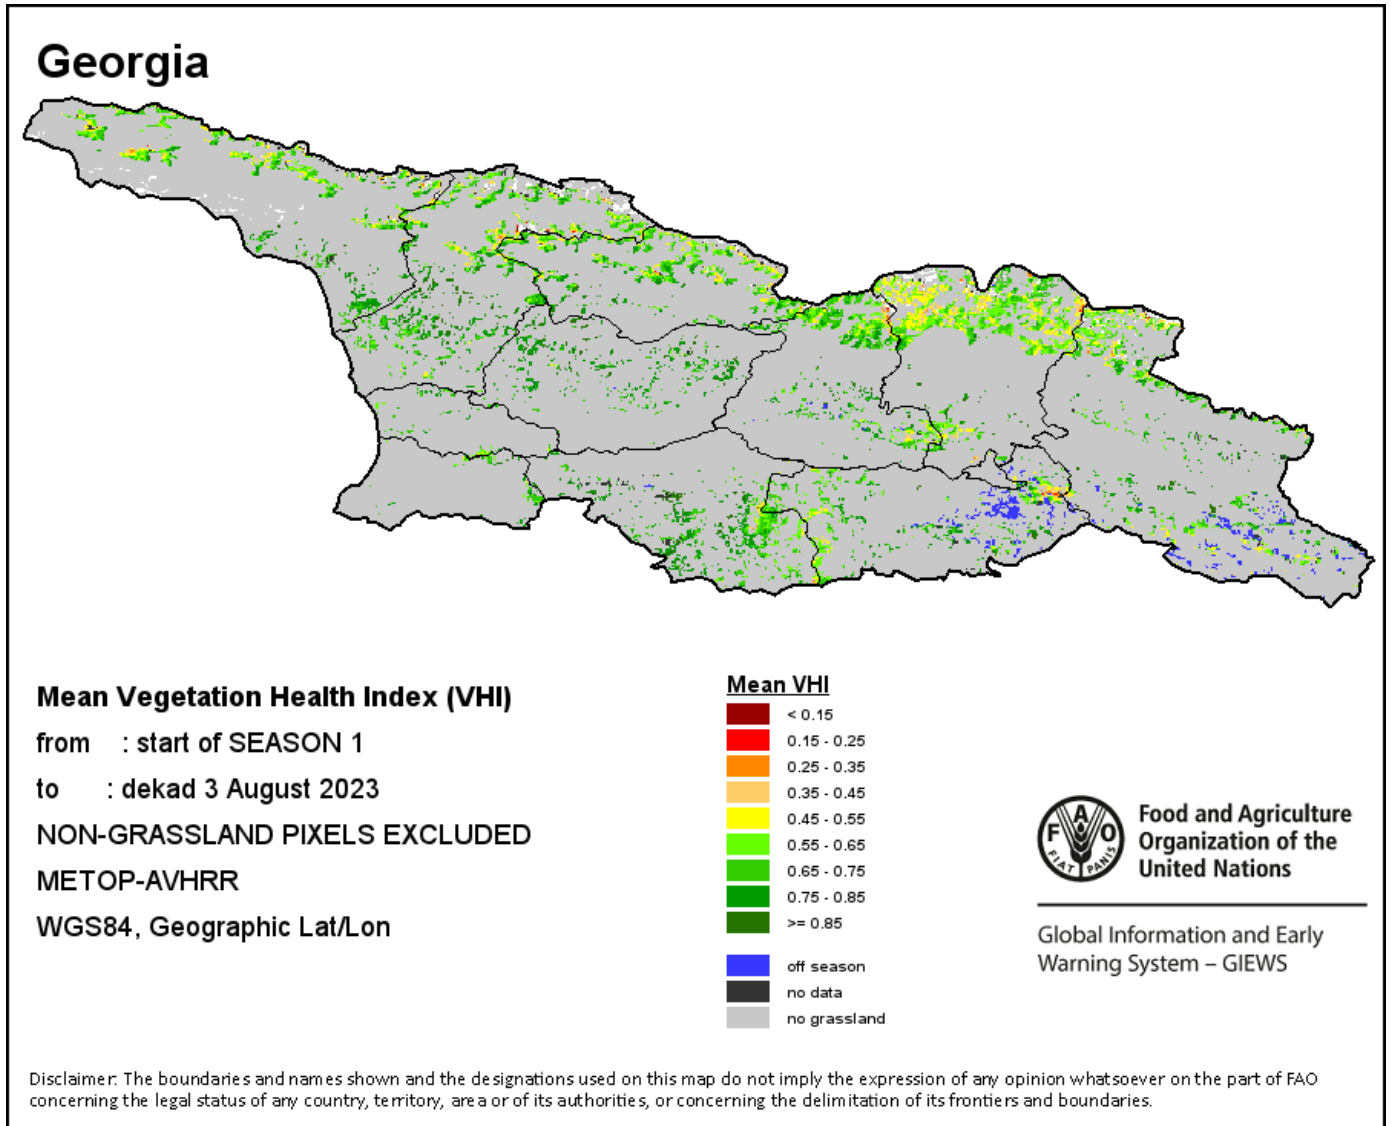 Georgia
Mean Vegetation Health Index (VHI)
from : start of SEASON 1
to : dekad 3 August 2023
NON-GRASSLAND PIXELS EXCLUDED
METOP-AVHRR
WGS84, Geographic Lat/Lon
Mean VHI
< 0.15
0.15 - 0.25
0.25 - 0.35
0.35 - 0.45
0.45 - 0.55
0.55 - 0.65
0.65 - 0.75
0.75 - 0.85
>= 0.85
off season
no data
no grassland
F A O
FIAT PANIS
Food and Agriculture
Organization of the
United Nations
Global Information and Early
Warning System – GIEWS
Disclaimer: The boundaries and names shown and the designations used on this map do not imply the expression of any opinion whatsoever on the part of FAO
concerning the legal status of any country, territory, area or of its authorities, or concerning the delimitation of its frontiers and boundaries.